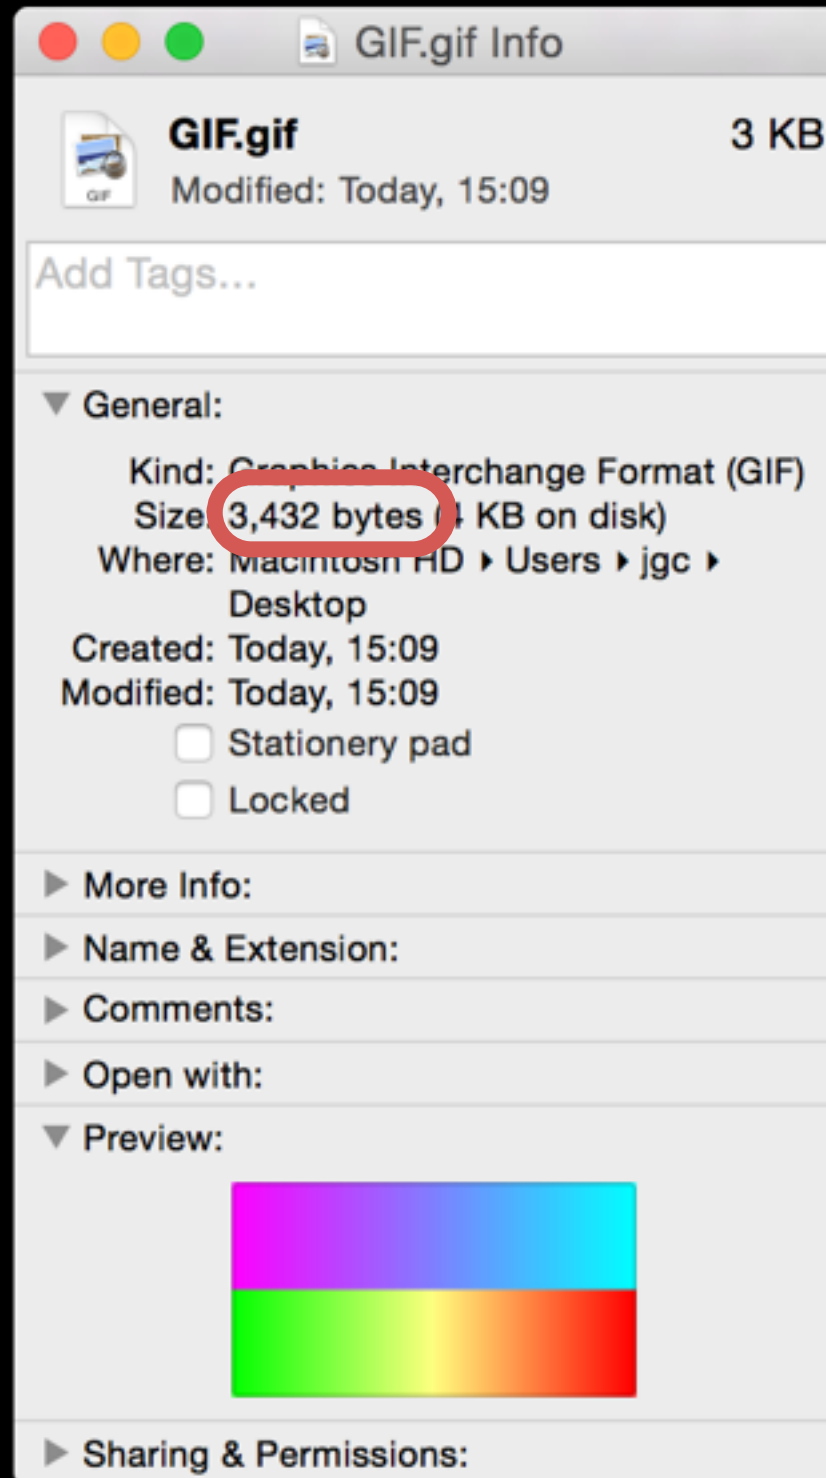 GIF.gif Info
GIF.gif 3 KB
GIF
Modified: Today, 15:09
Add Tags...
General:
Kind: Graphics Interchange Format (GIF)
Size: 3,432 bytes (4 KB on disk)
Where: Macintosh HD ▸ Users ▸ jgc ▸
Desktop
Created: Today, 15:09
Modified: Today, 15:09
Stationery pad
Locked
More Info:
Name & Extension:
Comments:
Open with:
Preview:
Sharing & Permissions: